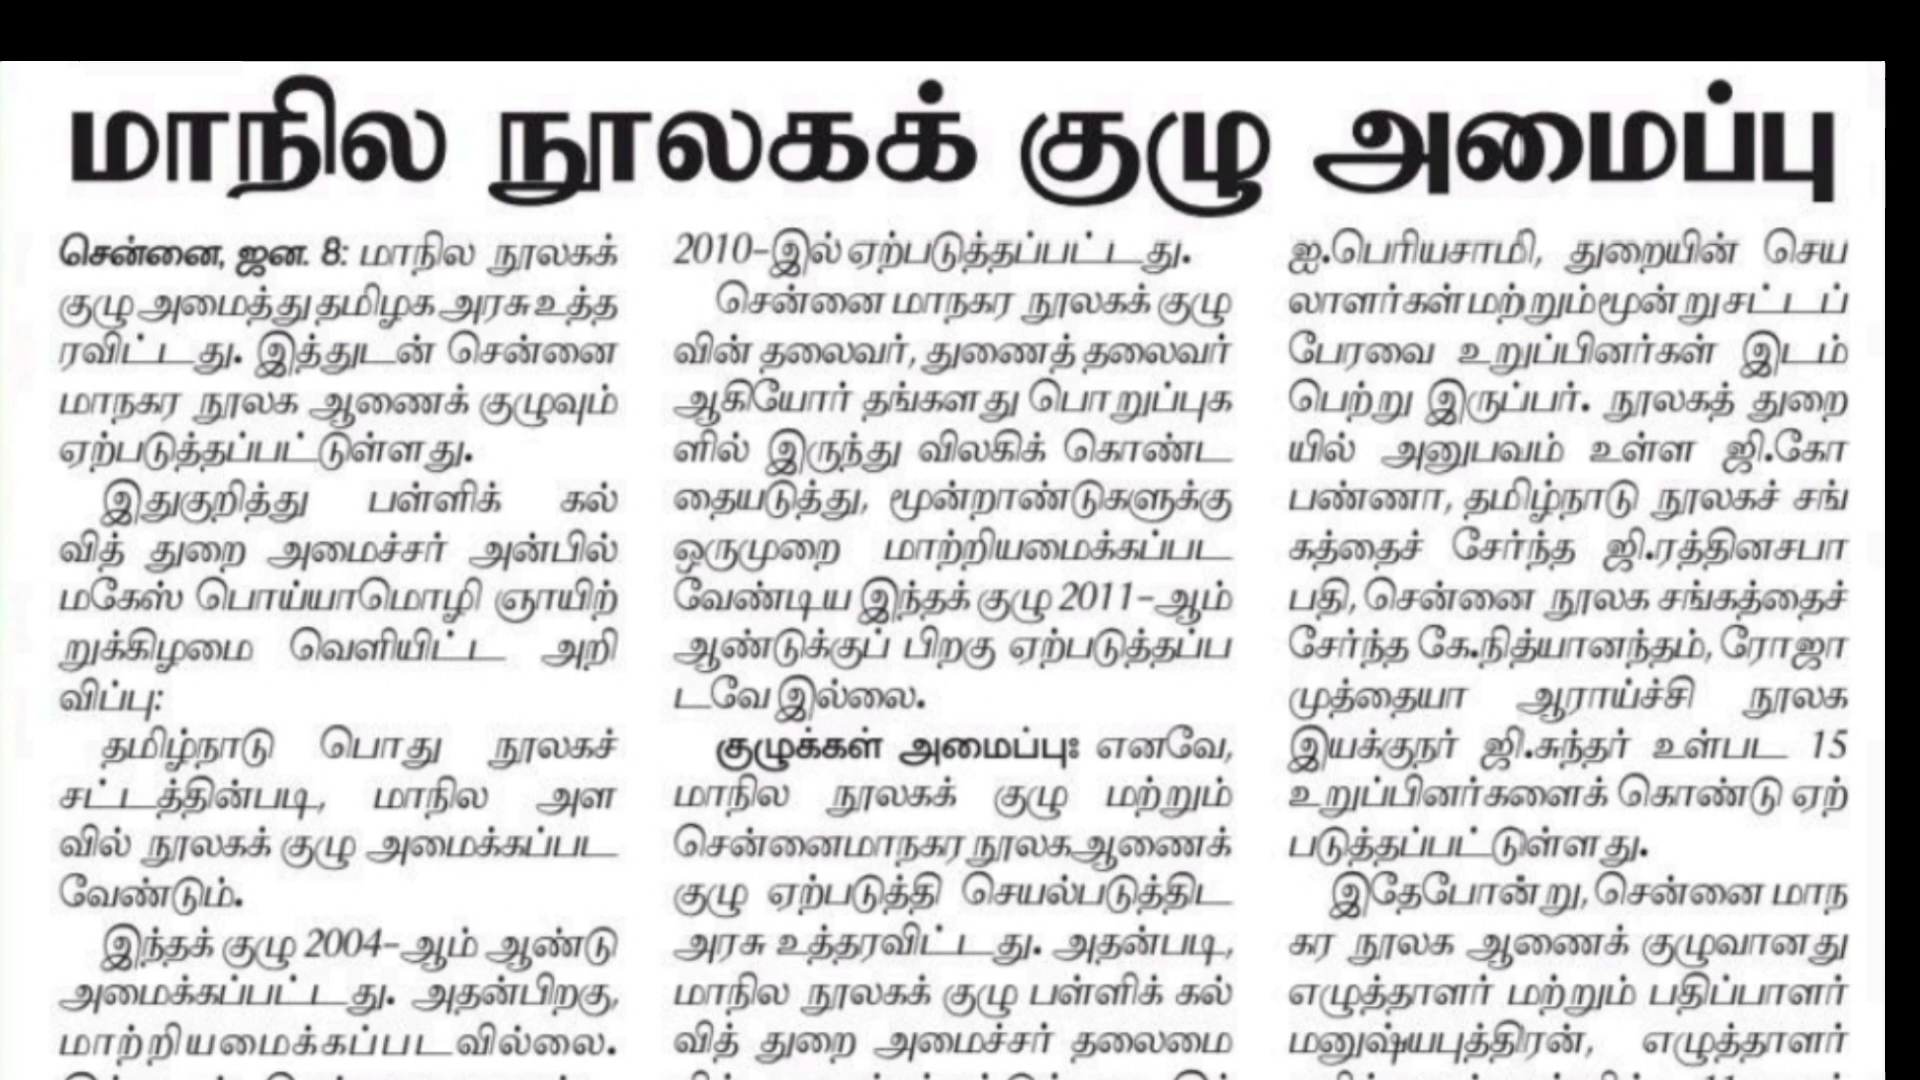 மாநில நூலகக் குழு அமைப்பு
சென்னை, ஜன. 8: மாநில நூலகக்
குழு அமைத்து தமிழக அரசு உத்த
ரவிட்டது. இத்துடன் சென்னை
மாநகர நூலக ஆணைக் குழுவும்
ஏற்படுத்தப்பட்டுள்ளது.
இதுகுறித்து பள்ளிக் கல்
வித் துறை அமைச்சர் அன்பில்
மகேஸ் பொய்யாமொழி ஞாயிற்
றுக்கிழமை வெளியிட்ட அறி
விப்பு:
தமிழ்நாடு பொது நூலகச்
சட்டத்தின்படி, மாநில அள
வில் நூலகக் குழு அமைக்கப்பட
வேண்டும்.
இந்தக் குழு 2004-ஆம் ஆண்டு
அமைக்கப்பட்டது. அதன்பிறகு,
மாற்றியமைக்கப்படவில்லை.
2010-இல் ஏற்படுத்தப்பட்டது.
சென்னை மாநகர நூலகக் குழு
வின் தலைவர், துணைத் தலைவர்
ஆகியோர் தங்களது பொறுப்புக
ளில் இருந்து விலகிக் கொண்ட
தையடுத்து, மூன்றாண்டுகளுக்கு
ஒருமுறை மாற்றியமைக்கப்பட
வேண்டிய இந்தக் குழு 2011-ஆம்
ஆண்டுக்குப் பிறகு ஏற்படுத்தப்ப
டவே இல்லை.
குழுக்கள் அமைப்பு: எனவே,
மாநில நூலகக் குழு மற்றும்
சென்னை மாநகர நூலக ஆணைக்
குழு ஏற்படுத்தி செயல்படுத்திட
அரசு உத்தரவிட்டது. அதன்படி,
மாநில நூலகக் குழு பள்ளிக் கல்
வித் துறை அமைச்சர் தலைமை
ஐ.பெரியசாமி, துறையின் செய
லாளர்கள் மற்றும் மூன்று சட்டப்
பேரவை உறுப்பினர்கள் இடம்
பெற்று இருப்பர். நூலகத் துறை
யில் அனுபவம் உள்ள ஜி.கோ
பண்ணா, தமிழ்நாடு நூலகச் சங்
கத்தைச் சேர்ந்த ஜி.ரத்தினசபா
பதி, சென்னை நூலக சங்கத்தைச்
சேர்ந்த கே.நித்யானந்தம், ரோஜா
முத்தையா ஆராய்ச்சி நூலக
இயக்குநர் ஜி.சுந்தர் உள்பட 15
உறுப்பினர்களைக் கொண்டு ஏற்
படுத்தப்பட்டுள்ளது.
இதேபோன்று, சென்னை மாந
கர நூலக ஆணைக் குழுவானது
எழுத்தாளர் மற்றும் பதிப்பாளர்
மனுஷ்யபுத்திரன், எழுத்தாளர்